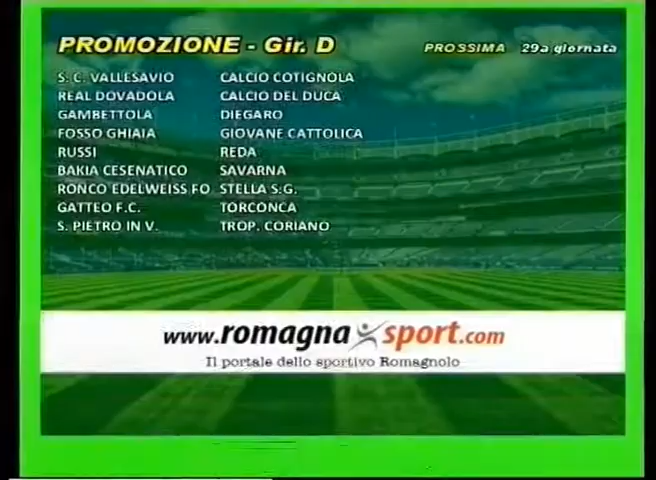 PROMOZIONE - Gir. D
PROSSIMA 29a giornata
S. C. VALLESAVIO CALCIO COTIGNOLA
REAL DOVADOLA CALCIO DEL DUCA
GAMBETTOLA DIEGARO
FOSSO GHIAIA GIOVANE CATTOLICA
RUSSI REDA
BAKIA CESENATICO SAVARNA
RONCO EDELWEISS FO STELLA S.G.
GATTEO F.C. TORCONCA
S. PIETRO IN V. TROP. CORIANO
www.romagnasport.com
Il portale dello sportivo Romagnolo